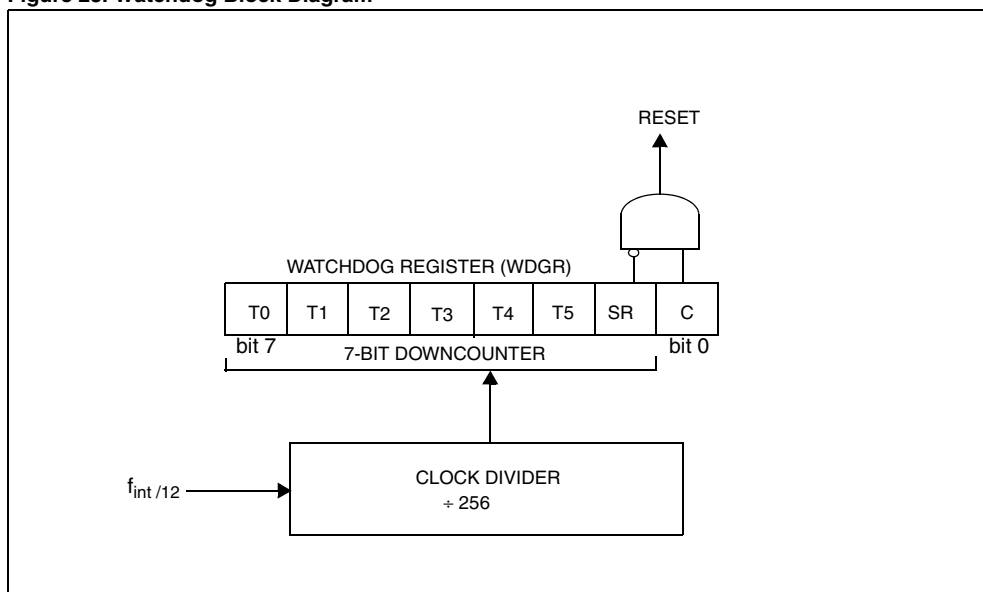 RESET
WATCHDOG REGISTER (WDGR)
T0 T1 T2 T3 T4 T5 SR C
bit 7 7-BIT DOWNCOUNTER bit 0
fint /12
CLOCK DIVIDER
÷ 256